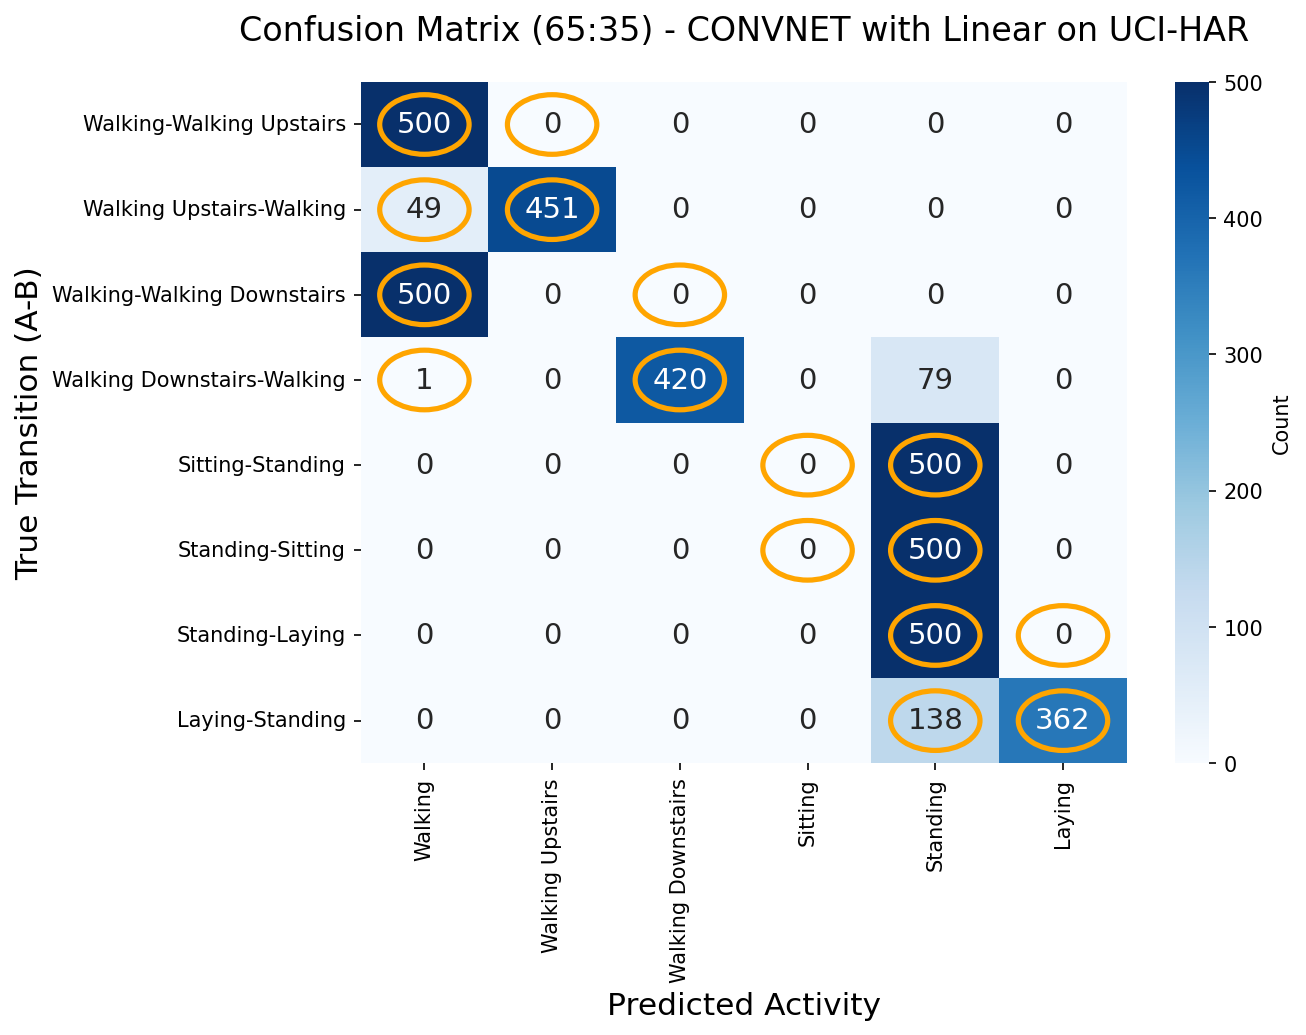 Confusion Matrix (65:35) - CONVNET with Linear on UCI-HAR
True Transition (A-B)
Walking-Walking Upstairs 500 0 0 0 0 0
Walking Upstairs-Walking 49 451 0 0 0 0
Walking-Walking Downstairs 500 0 0 0 0 0
Walking Downstairs-Walking 1 0 420 0 79 0
Sitting-Standing 0 0 0 0 500 0
Standing-Sitting 0 0 0 0 500 0
Standing-Laying 0 0 0 0 500 0
Laying-Standing 0 0 0 0 138 362
Walking
Walking Upstairs
Walking Downstairs
Sitting
Standing
Laying
Predicted Activity
500
400
300
200
100
0
Count